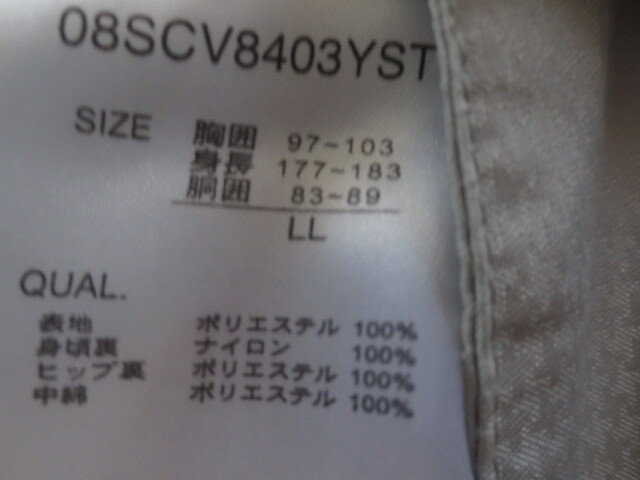 08SCV8403YST
SIZE 胸囲 97~103
身長 177~183
胴囲 83~89
LL
QUAL.
表地 ポリエステル 100%
身頃裏 ナイロン 100%
ヒップ裏 ポリエステル 100%
中綿 ポリエステル 100%